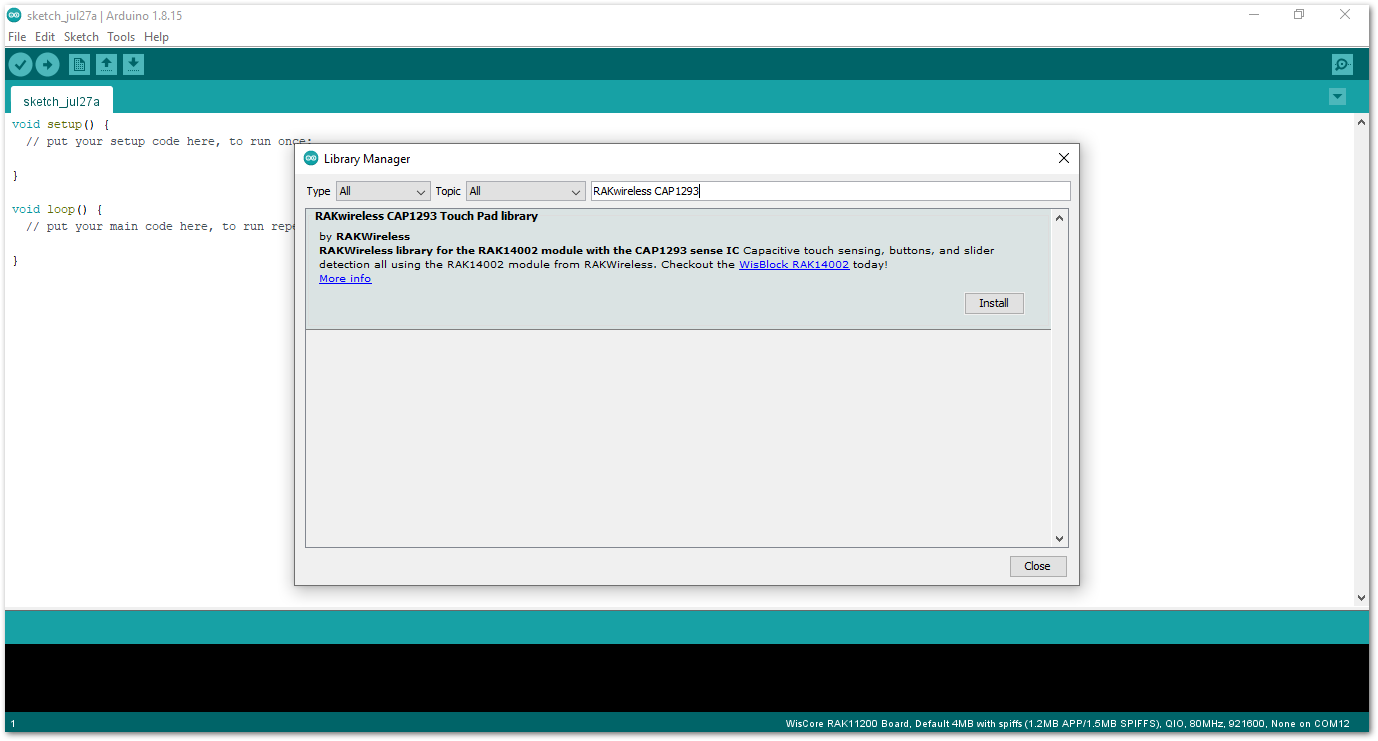 sketch_jul27a | Arduino 1.8.15
File Edit Sketch Tools Help
sketch_jul27a
void setup() {
// put your setup code here, to run once:
}
void loop() {
// put your main code here, to run repe
}
Library Manager
Type All Topic All RAKwireless CAP1293
RAKwireless CAP1293 Touch Pad library
by RAKWireless
RAKWireless library for the RAK14002 module with the CAP1293 sense IC Capacitive touch sensing, buttons, and slider
detection all using the RAK14002 module from RAKWireless. Checkout the WisBlock RAK14002 today!
More info
Install
Close
1 WisCore RAK11200 Board, Default 4MB with spiffs (1.2MB APP/1.5MB SPIFFS), QIO, 80MHz, 921600, None on COM12